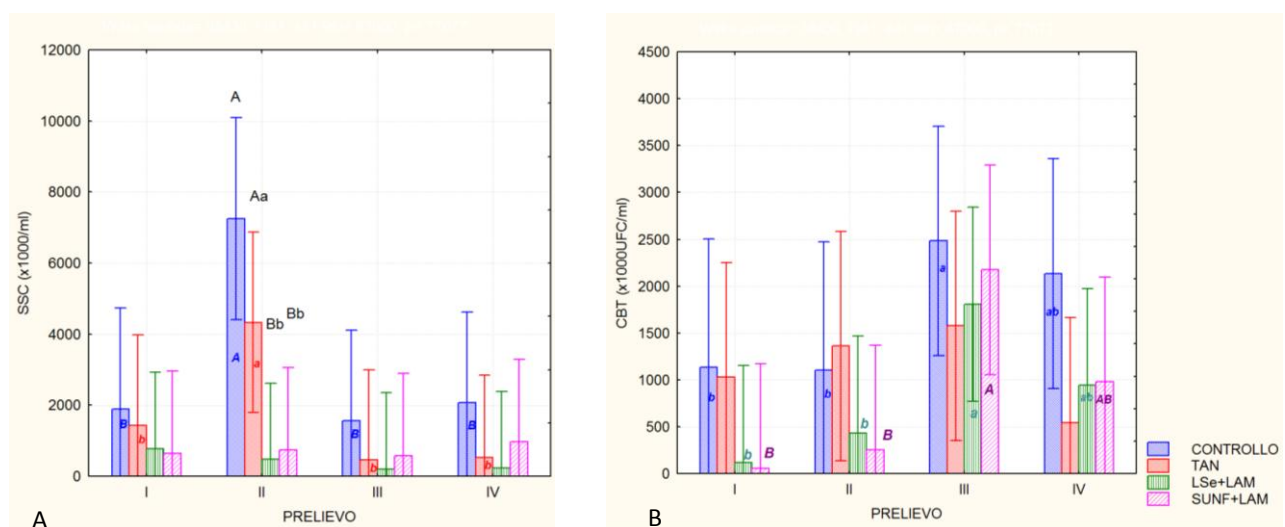 12000
10000
8000
6000
4000
2000
0
SSC (x1000/ml)
A
Aa
Bb
Bb
B
b
A
a
B
b
B
b
I
II
III
IV
PRELIEVO
A
4500
4000
3500
3000
2500
2000
1500
1000
500
0
CBT (x1000UFC/ml)
b
b
B
b
b
B
a
a
A
ab
ab
AB
I
II
III
IV
PRELIEVO
B
CONTROLLO
TAN
LSe+LAM
SUNF+LAM